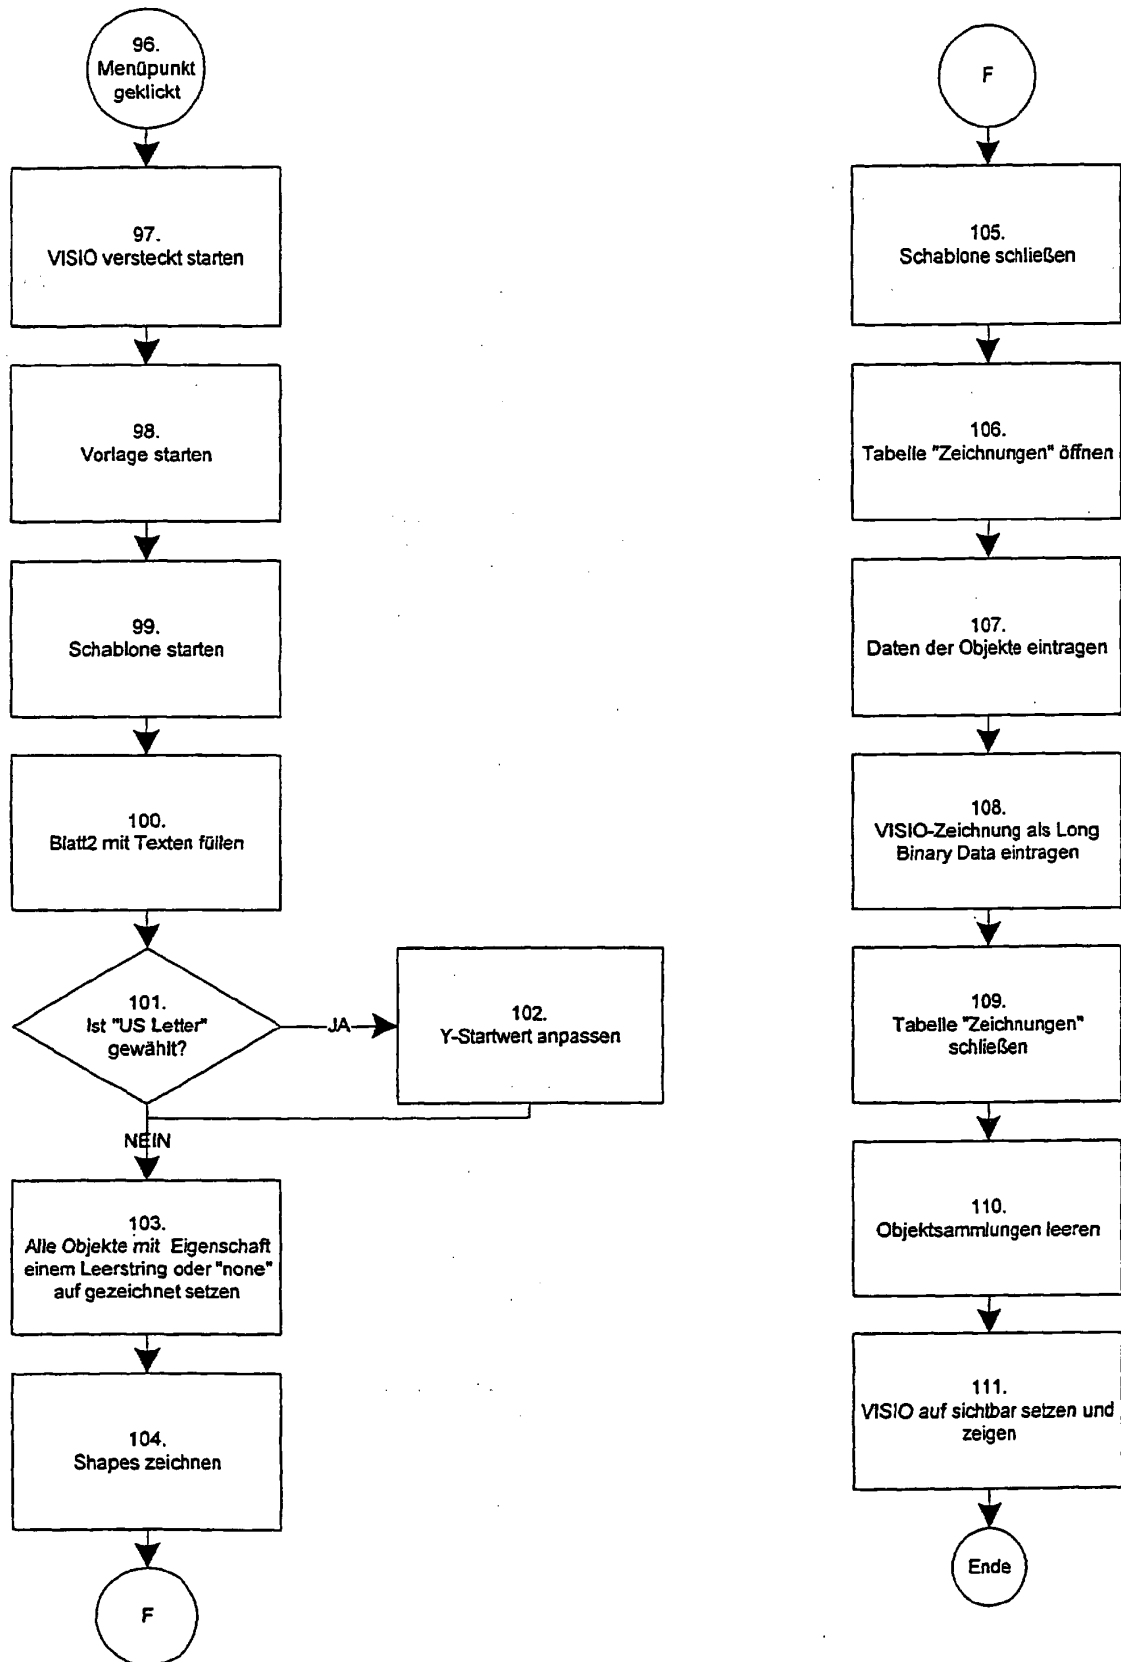 96.
Menüpunkt
geklickt
97.
VISIO versteckt starten
98.
Vorlage starten
99.
Schablone starten
100.
Blatt2 mit Texten füllen
101.
Ist "US Letter"
gewählt?
JA
102.
Y-Startwert anpassen
NEIN
103.
Alle Objekte mit Eigenschaft
einem Leerstring oder "none"
auf gezeichnet setzen
104.
Shapes zeichnen
F
F
105.
Schablone schließen
106.
Tabelle "Zeichnungen" öffnen
107.
Daten der Objekte eintragen
108.
VISIO-Zeichnung als Long
Binary Data eintragen
109.
Tabelle "Zeichnungen"
schließen
110.
Objektsammlungen leeren
111.
VISIO auf sichtbar setzen und
zeigen
Ende